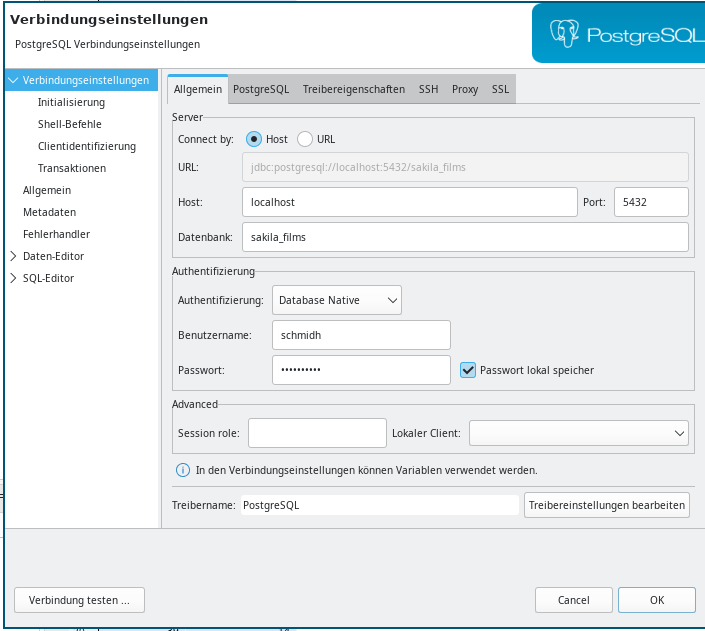 Verbindungseinstellungen
PostgreSQL Verbindungseinstellungen
PostgreSQL
Verbindungseinstellungen
Initialisierung
Shell-Befehle
Clientidentifizierung
Transaktionen
Allgemein
Metadaten
Fehlerhandler
Daten-Editor
SQL-Editor
Allgemein PostgreSQL Treibereigenschaften SSH Proxy SSL
Server
Connect by: Host URL
URL: jdbc:postgresql://localhost:5432/sakila_films
Host: localhost Port: 5432
Datenbank: sakila_films
Authentifizierung
Authentifizierung: Database Native
Benutzername: schmidh
Passwort: •••••••••• Passwort lokal speicher
Advanced
Session role: Lokaler Client:
In den Verbindungseinstellungen können Variablen verwendet werden.
Treibername: PostgreSQL Treibereinstellungen bearbeiten
Verbindung testen ... Cancel OK